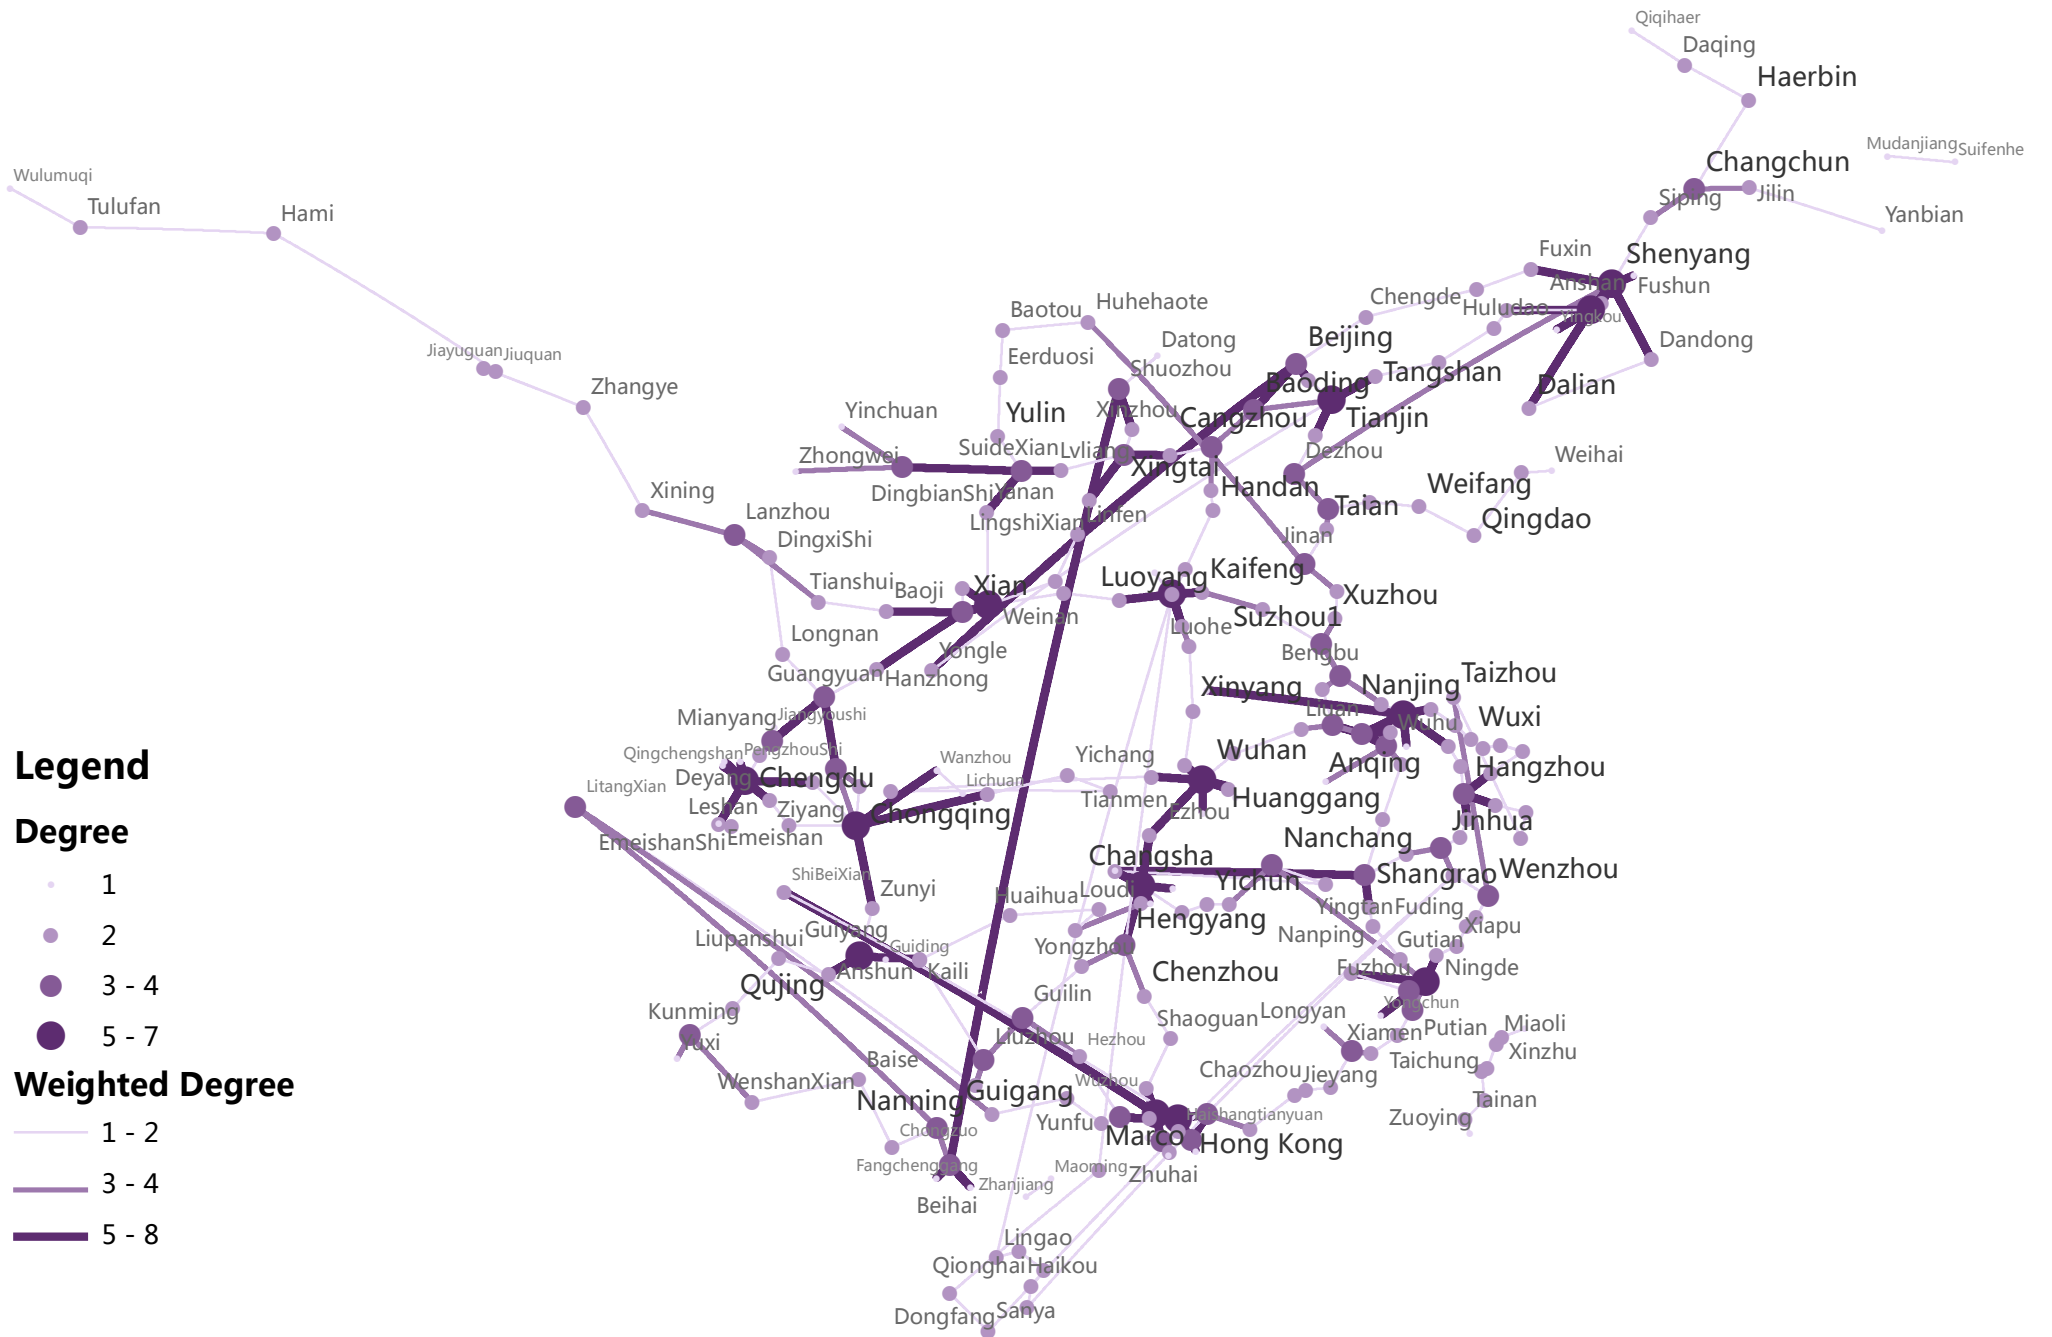 Qiqihaer
Daqing
Haerbin
Mudanjiang
Suifenhe
Changchun
Wulumuqi
Siping
Jilin
Tulufan
Hami
Yanbian
Fuxin
Shenyang
Anshan
Fushun
Baotou
Huhehaote
Chengde
Huludao
Yingkou
Jiayuguan
Jiuquan
Eerduosi
Datong
Beijing
Dandong
Shuozhou
Zhangye
Baoding
Tangshan
Dalian
Yinchuan
Yulin
Xinzhou
Cangzhou
Tianjin
Zhongwei
SuideXian
Lvliang
Xingtai
Dezhou
Weihai
DingbianShi
Yanan
Handan
Weifang
Xining
Lanzhou
LingshiXian
Linfen
Taian
Qingdao
DingxiShi
Jinan
Tianshui
Baoji
Xian
Luoyang
Kaifeng
Xuzhou
Weinan
Luohe
Suzhou1
Longnan
Yongle
Bengbu
Guangyuan
Hanzhong
Xinyang
Nanjing
Taizhou
Mianyang
Jiangyoushi
Liuan
Wuhu
Wuxi
Qingchengshan
PengzhouShi
Wanzhou
Yichang
Wuhan
Legend
LitangXian
Deyang
Chengdu
Lichuan
Anqing
Hangzhou
Leshan
Ziyang
Chongqing
Tianmen
Ezhou
Huanggang
Degree
EmeishanShi
Emeishan
Nanchang
Jinhua
Changsha
1
ShiBeiXian
Zunyi
Huaihua
Loudi
Yichun
Shangrao
Wenzhou
2
Liupanshui
Guiyang
Guiding
Hengyang
Yingtan
Fuding
Nanping
Xiapu
Yongzhou
Gutian
3 - 4
Qujing
Anshun
Kaili
Chenzhou
Fuzhou
Ningde
Kunming
Guilin
Longyan
Yongchun
5 - 7
Yuxi
Liuzhou
Hezhou
Shaoguan
Xiamen
Putian
Miaoli
Baise
Taichung
Xinzhu
Weighted Degree
WenshanXian
Nanning
Guigang
Wuzhou
Chaozhou
Jieyang
1 - 2
Chongzuo
Yunfu
Marco
Haishangtianyuan
Hong Kong
Zuoying
Tainan
Fangchenggang
Zhanjiang
Maoming
Zhuhai
3 - 4
Beihai
5 - 8
Lingao
Qionghai
Haikou
Dongfang
Sanya